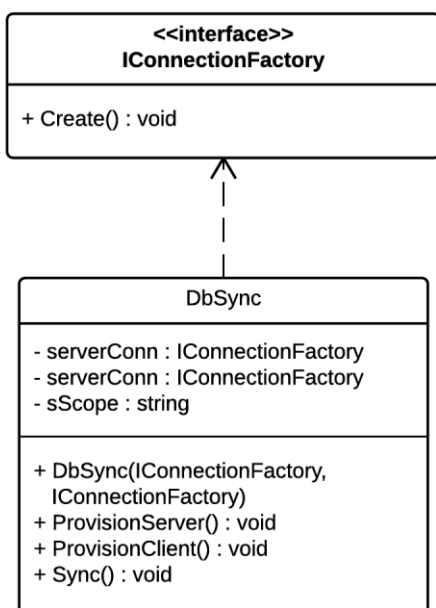 <<interface>>
IConnectionFactory
+ Create() : void
DbSync
- serverConn : IConnectionFactory
- serverConn : IConnectionFactory
- sScope : string
+ DbSync(IConnectionFactory,
IConnectionFactory)
+ ProvisionServer() : void
+ ProvisionClient() : void
+ Sync() : void